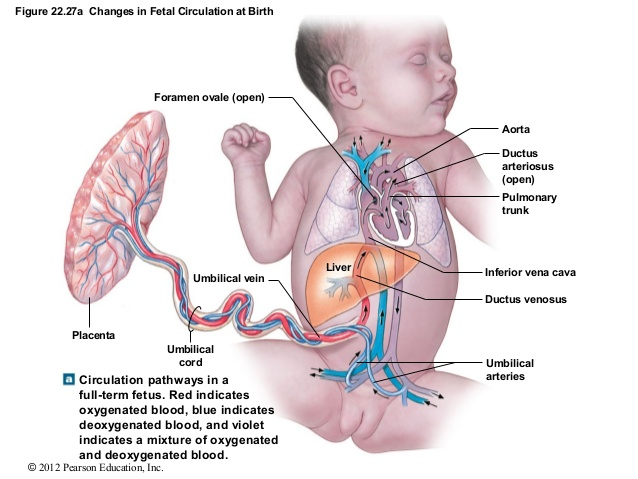 Figure 22.27a  Changes in Fetal Circulation at Birth
Foramen ovale (open)
Aorta
Ductus
arteriosus
(open)
Pulmonary
trunk
Liver
Inferior vena cava
Umbilical vein
Ductus venosus
Placenta
Umbilical
cord
Umbilical
arteries
a Circulation pathways in a
full-term fetus. Red indicates
oxygenated blood, blue indicates
deoxygenated blood, and violet
indicates a mixture of oxygenated
and deoxygenated blood.
© 2012 Pearson Education, Inc.